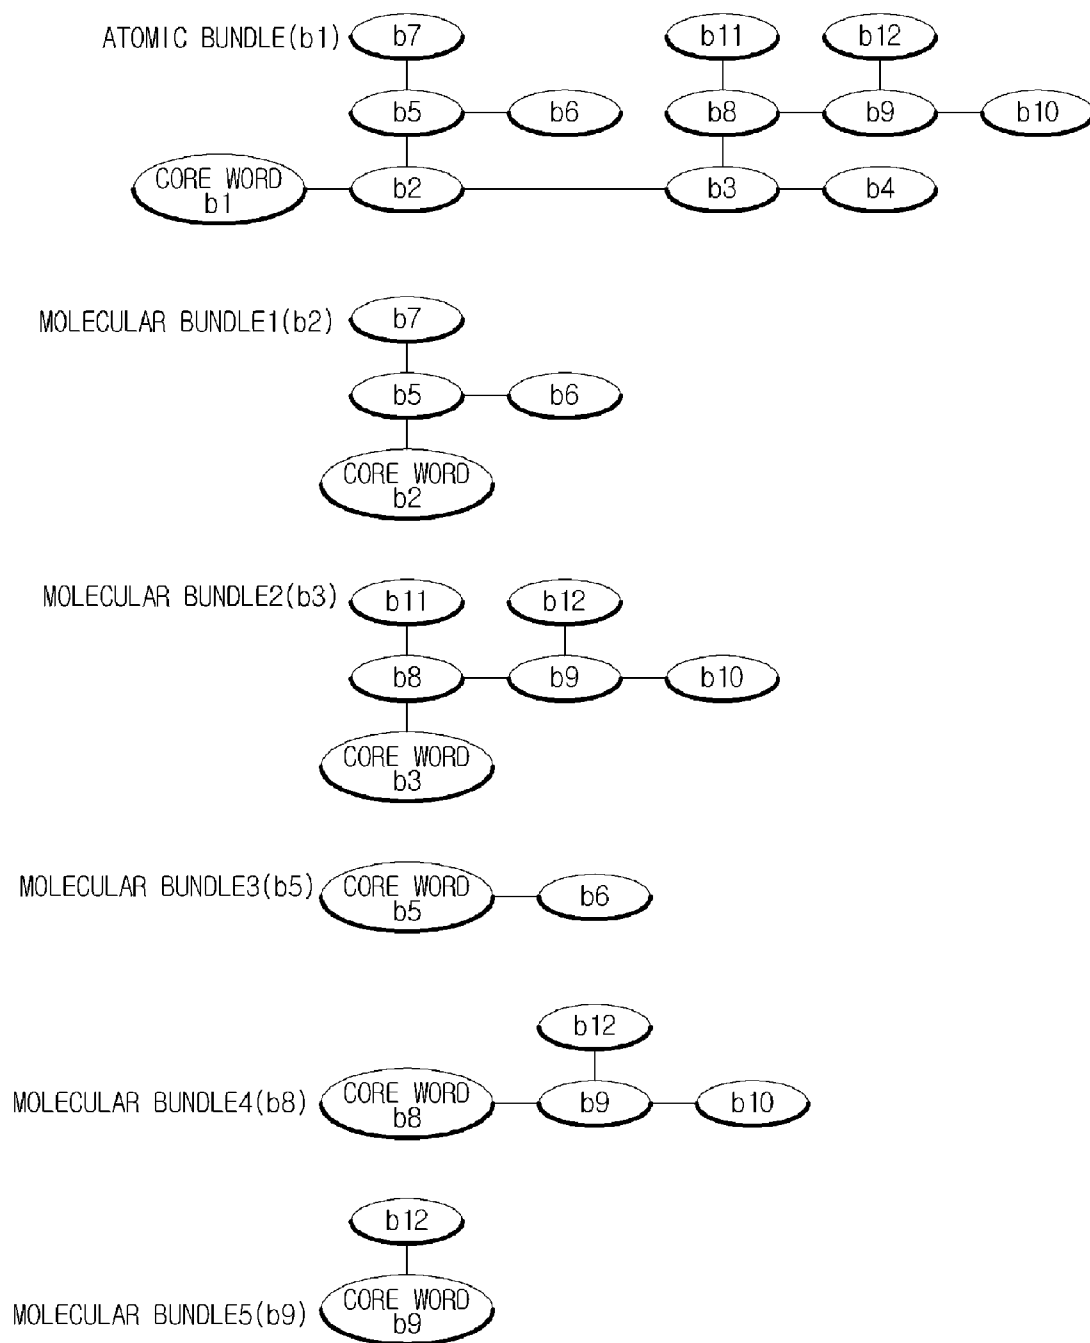 ATOMIC BUNDLE(b1) b7 b11 b12
b5 b6 b8 b9 b10
CORE WORD
b1 b2 b3 b4
MOLECULAR BUNDLE1(b2) b7
b5 b6
CORE WORD
b2
MOLECULAR BUNDLE2(b3) b11 b12
b8 b9 b10
CORE WORD
b3
MOLECULAR BUNDLE3(b5) CORE WORD
b5 b6
b12
MOLECULAR BUNDLE4(b8) CORE WORD
b8 b9 b10
b12
MOLECULAR BUNDLE5(b9) CORE WORD
b9